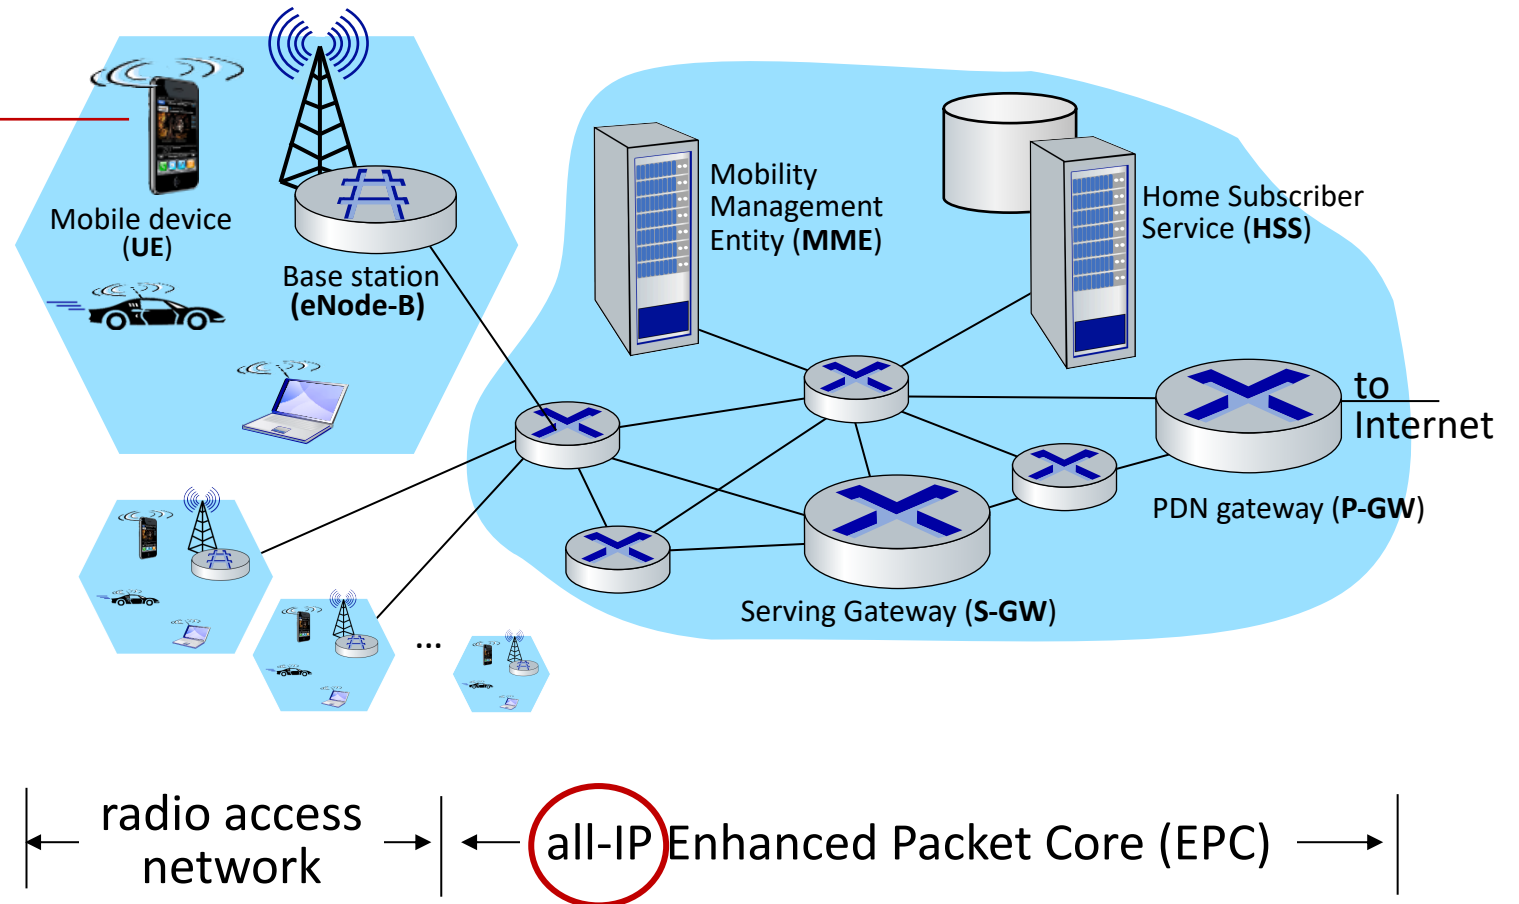 Mobile device
(UE)
Base station
(eNode-B)
Mobility
Management
Entity (MME)
Home Subscriber
Service (HSS)
to
Internet
PDN gateway (P-GW)
Serving Gateway (S-GW)
...
radio access
network
all-IP Enhanced Packet Core (EPC)